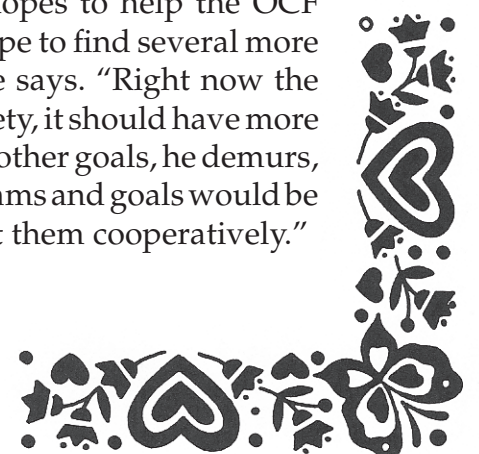 opes to help the OCF
pe to find several more
e says. “Right now the
ety, it should have more
other goals, he demurs,
ams and goals would be
t them cooperatively.”